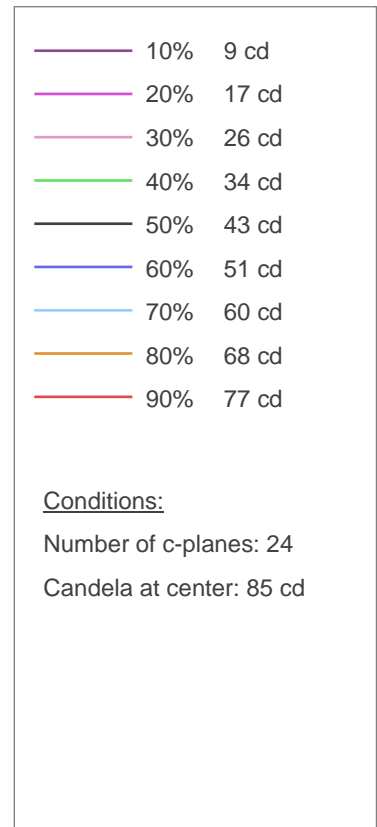 10% 9 cd
20% 17 cd
30% 26 cd
40% 34 cd
50% 43 cd
60% 51 cd
70% 60 cd
80% 68 cd
90% 77 cd
Conditions:
Number of c-planes: 24
Candela at center: 85 cd